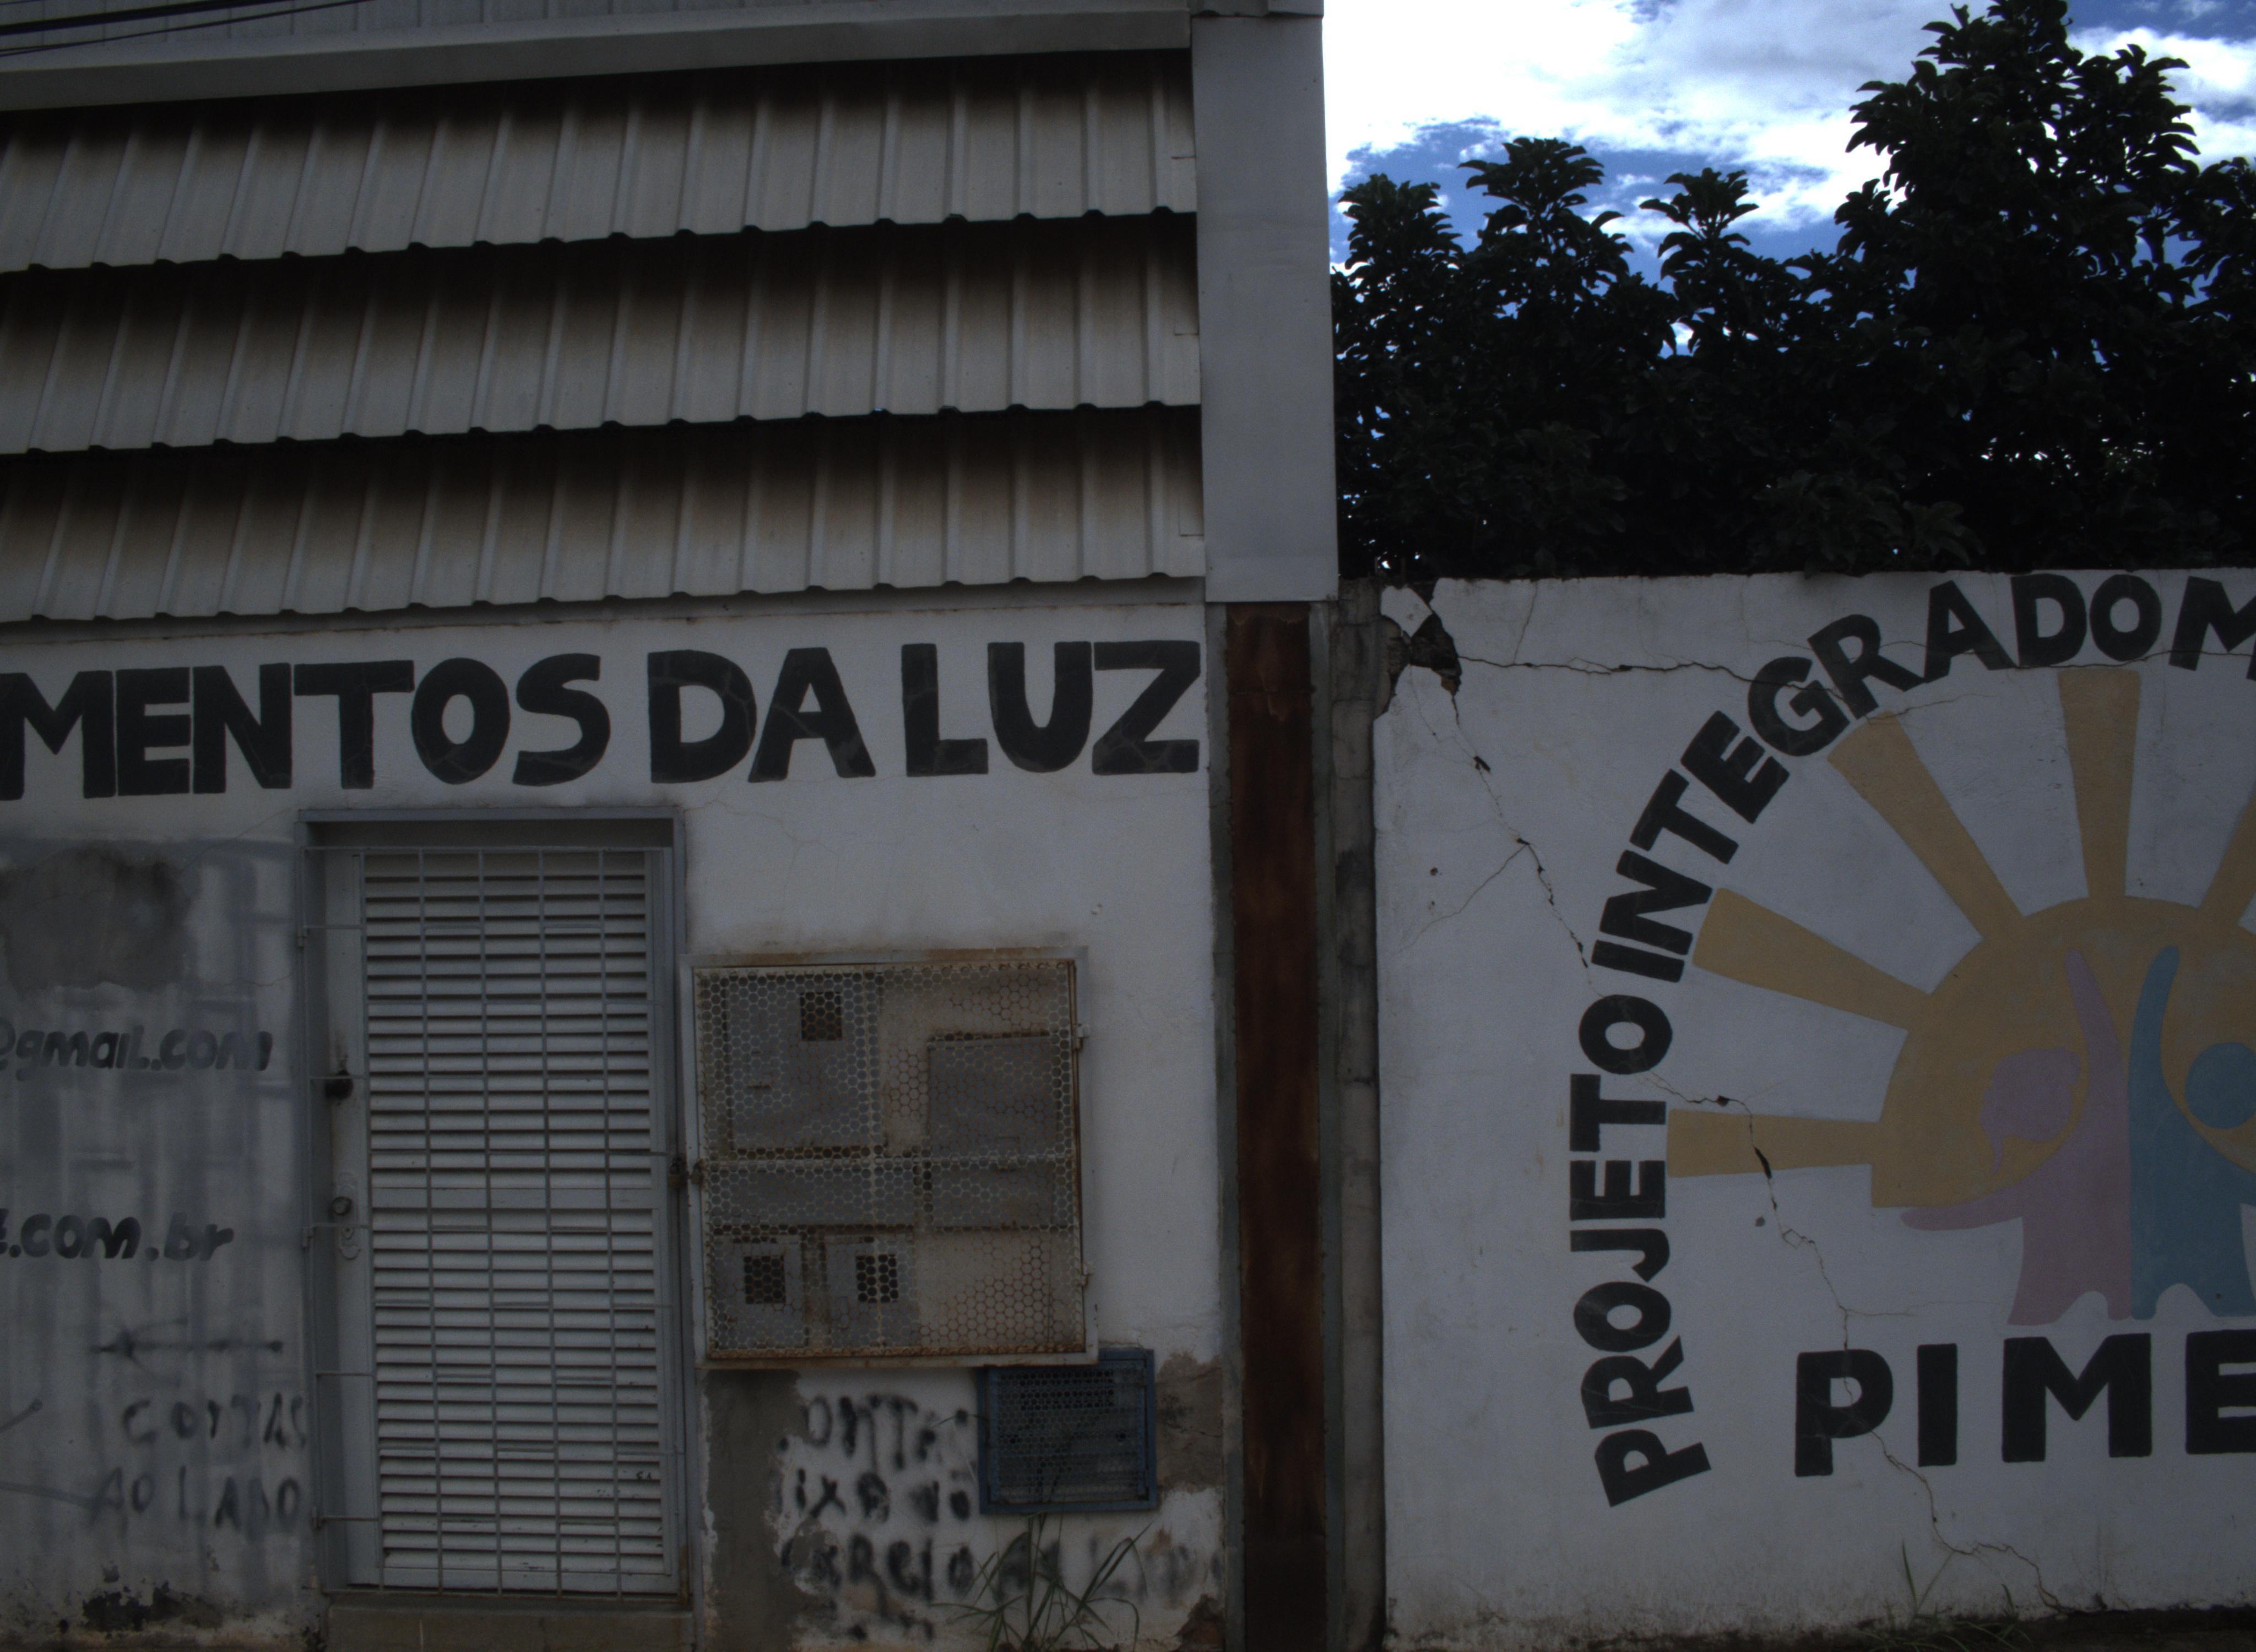 MENTOS DA LUZ
@gmail.com
.com.br
CONTAS
AO LADO
PROJETO INTEGRADO M
PIME